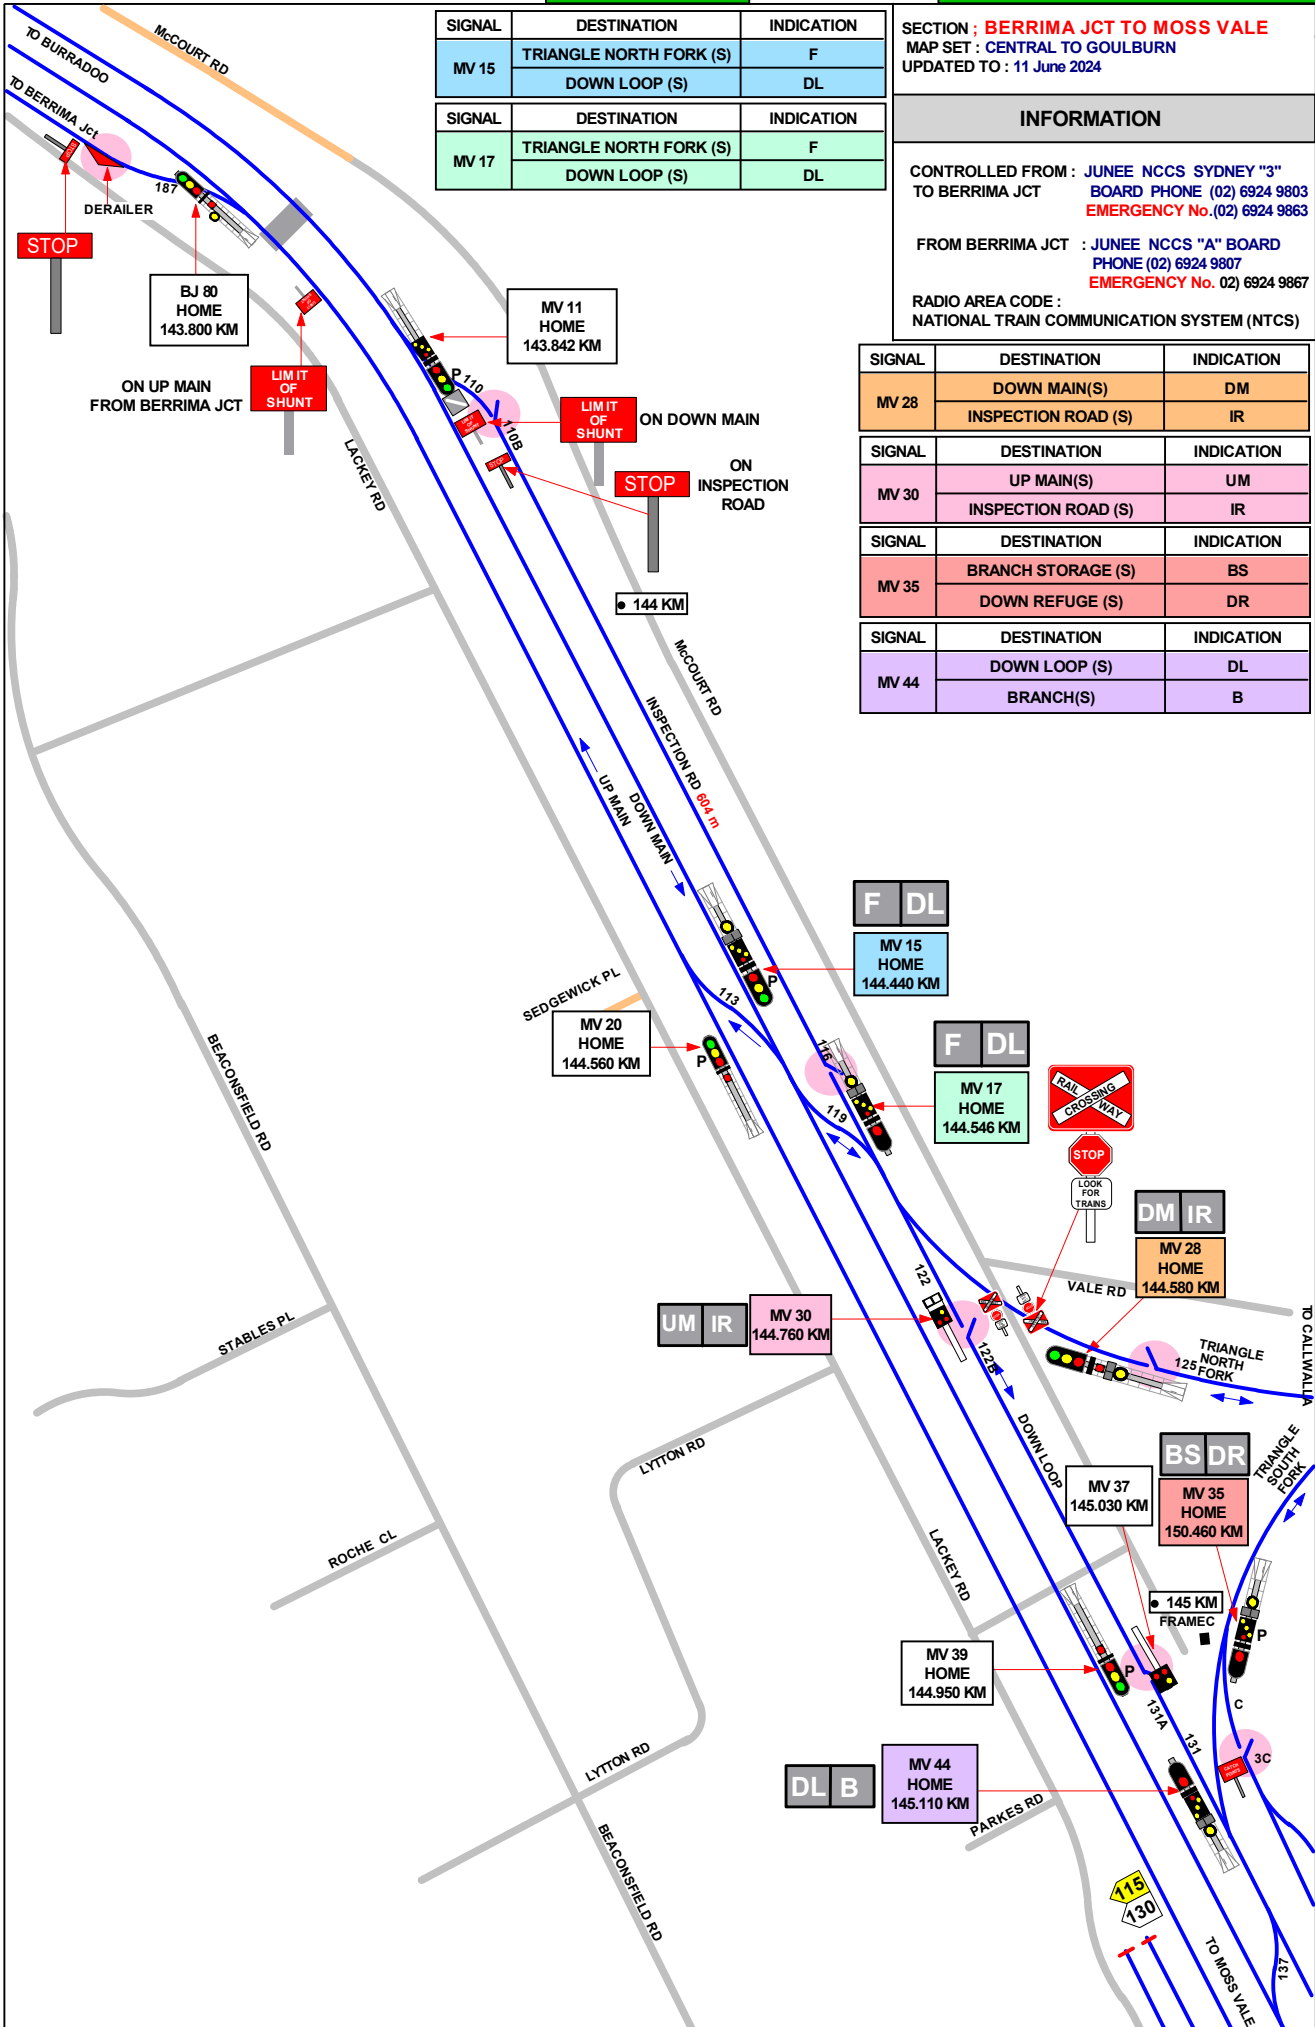 SIGNAL DESTINATION INDICATION
MV 15 TRIANGLE NORTH FORK (S) F
DOWN LOOP (S) DL
SIGNAL DESTINATION INDICATION
MV 17 TRIANGLE NORTH FORK (S) F
DOWN LOOP (S) DL
SECTION ; BERRIMA JCT TO MOSS VALE
MAP SET : CENTRAL TO GOULBURN
UPDATED TO : 11 June 2024
INFORMATION
CONTROLLED FROM : JUNEE NCCS SYDNEY "3"
TO BERRIMA JCT BOARD PHONE (02) 6924 9803
EMERGENCY No.(02) 6924 9863
FROM BERRIMA JCT : JUNEE NCCS "A" BOARD
PHONE (02) 6924 9807
EMERGENCY No. 02) 6924 9867
RADIO AREA CODE :
NATIONAL TRAIN COMMUNICATION SYSTEM (NTCS)
SIGNAL DESTINATION INDICATION
MV 28 DOWN MAIN(S) DM
INSPECTION ROAD (S) IR
SIGNAL DESTINATION INDICATION
MV 30 UP MAIN(S) UM
INSPECTION ROAD (S) IR
SIGNAL DESTINATION INDICATION
MV 35 BRANCH STORAGE (S) BS
DOWN REFUGE (S) DR
SIGNAL DESTINATION INDICATION
MV 44 DOWN LOOP (S) DL
BRANCH(S) B
TO BURRADOO
McCOURT RD
TO BERRIMA Jct
187
DERAILER
STOP
STOP
BJ 80
HOME
143.800 KM
MV 11
HOME
143.842 KM
P
110
110B
ON UP MAIN
FROM BERRIMA JCT
LIMIT
OF
SHUNT
LIMIT
OF
SHUNT
ON DOWN MAIN
STOP
STOP
ON
INSPECTION
ROAD
LACKEY RD
144 KM
McCOURT RD
INSPECTION RD 604 m
UP MAIN
DOWN MAIN
F DL
MV 15
HOME
144.440 KM
P
SEDGEWICK PL
113
MV 20
HOME
144.560 KM
P
116
119
F DL
MV 17
HOME
144.546 KM
RAIL WAY
CROSSING
STOP
LOOK
FOR
TRAINS
DM IR
MV 28
HOME
144.580 KM
BEACONSFIELD RD
VALE RD
TO CALLWALLA
122
UM IR
MV 30
144.760 KM
122B
125
TRIANGLE
NORTH
FORK
STABLES PL
DOWN LOOP
LYTTON RD
BS DR
TRIANGLE
SOUTH
FORK
MV 37
145.030 KM
MV 35
HOME
150.460 KM
ROCHE CL
LACKEY RD
145 KM
FRAMEC
P
MV 39
HOME
144.950 KM
P
131A
131
C
3C
CATCH
POINTS
LYTTON RD
DL B
MV 44
HOME
145.110 KM
PARKES RD
BEACONSFIELD RD
115
130
TO MOSS VALE
137